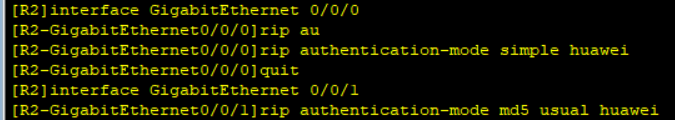 [R2]interface GigabitEthernet 0/0/0
[R2-GigabitEthernet0/0/0]rip au
[R2-GigabitEthernet0/0/0]rip authentication-mode simple huawei
[R2-GigabitEthernet0/0/0]quit
[R2]interface GigabitEthernet 0/0/1
[R2-GigabitEthernet0/0/1]rip authentication-mode md5 usual huawei